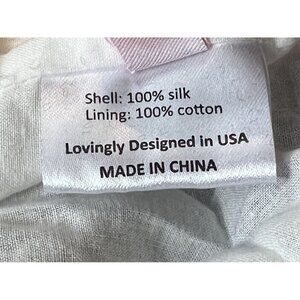 Shell: 100% silk
Lining: 100% cotton
Lovingly Designed in USA
MADE IN CHINA